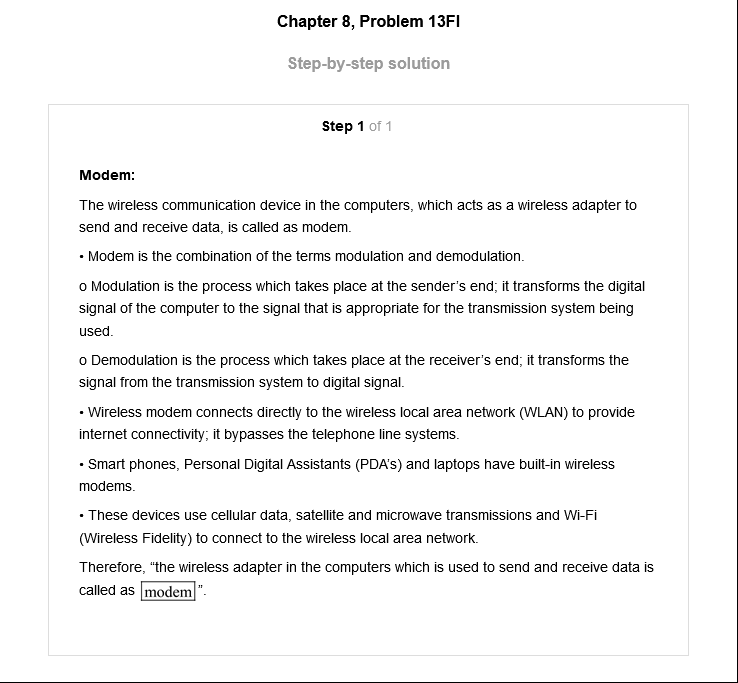 Chapter 8, Problem 13FI
Step-by-step solution
Step 1 of 1
Modem:
The wireless communication device in the computers, which acts as a wireless adapter to
send and receive data, is called as modem.
• Modem is the combination of the terms modulation and demodulation.
o Modulation is the process which takes place at the sender's end; it transforms the digital
signal of the computer to the signal that is appropriate for the transmission system being
used.
o Demodulation is the process which takes place at the receiver's end; it transforms the
signal from the transmission system to digital signal.
• Wireless modem connects directly to the wireless local area network (WLAN) to provide
internet connectivity; it bypasses the telephone line systems.
• Smart phones, Personal Digital Assistants (PDA's) and laptops have built-in wireless
modems.
• These devices use cellular data, satellite and microwave transmissions and Wi-Fi
(Wireless Fidelity) to connect to the wireless local area network.
Therefore, “the wireless adapter in the computers which is used to send and receive data is
called as modem”.